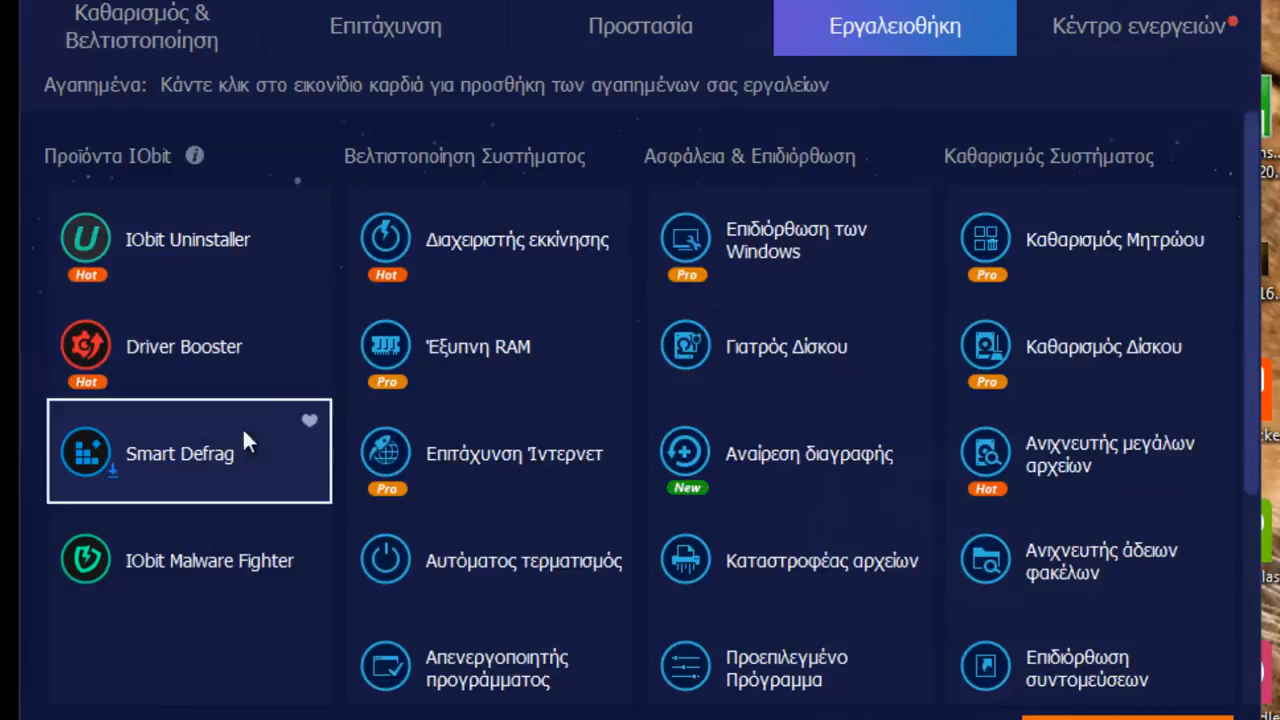 Καθαρισμός &
Βελτιστοποίηση
Επιτάχυνση
Προστασία
Εργαλειοθήκη
Κέντρο ενεργειών
Αγαπημένα: Κάντε κλικ στο εικονίδιο καρδιά για προσθήκη των αγαπημένων σας εργαλείων
Προϊόντα IObit
IObit Uninstaller
Hot
Driver Booster
Hot
Smart Defrag
IObit Malware Fighter
Βελτιστοποίηση Συστήματος
Διαχειριστής εκκίνησης
Hot
Έξυπνη RAM
Pro
Επιτάχυνση Ίντερνετ
Pro
Αυτόματος τερματισμός
Απενεργοποιητής
προγράμματος
Ασφάλεια & Επιδιόρθωση
Επιδιόρθωση των
Windows
Pro
Γιατρός Δίσκου
Αναίρεση διαγραφής
New
Καταστροφέας αρχείων
Προεπιλεγμένο
Πρόγραμμα
Καθαρισμός Συστήματος
Καθαρισμός Μητρώου
Pro
Καθαρισμός Δίσκου
Pro
Ανιχνευτής μεγάλων
αρχείων
Hot
Ανιχνευτής άδειων
φακέλων
Επιδιόρθωση
συντομεύσεων